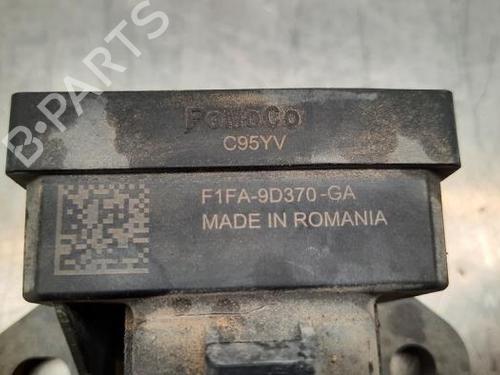 B-PARTS
FoMoCo
C95YV
F1FA-9D370-GA
MADE IN ROMANIA